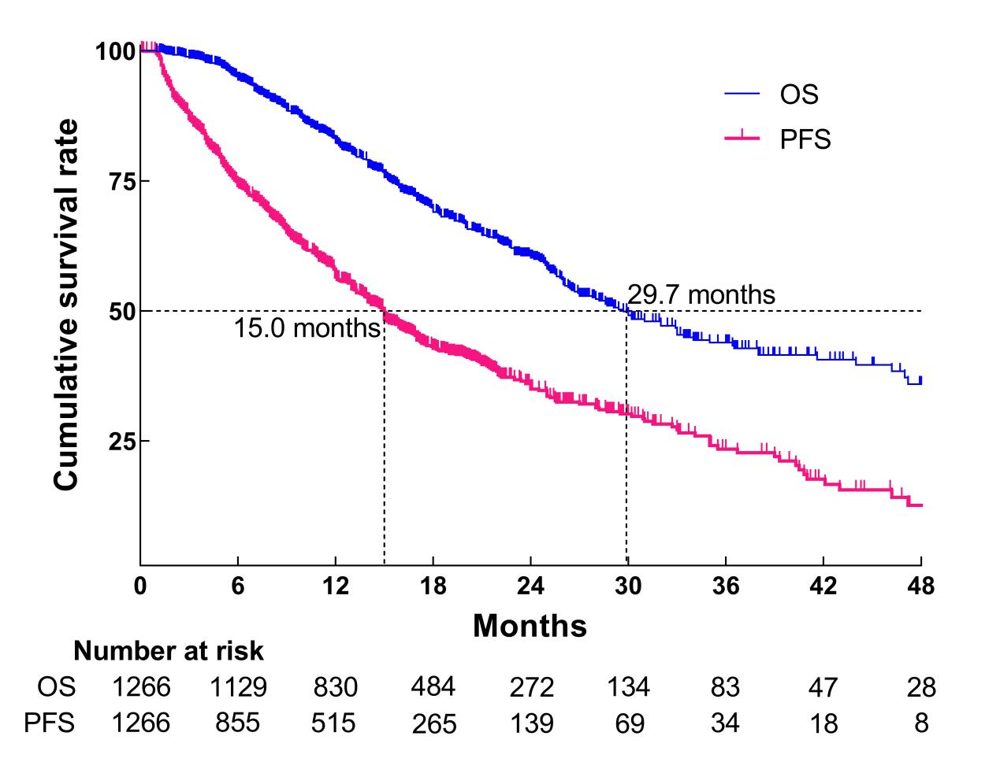 Cumulative survival rate
100
75
50
25
OS
PFS
29.7 months
15.0 months
0 6 12 18 24 30 36 42 48
Months
Number at risk
OS 1266 1129 830 484 272 134 83 47 28
PFS 1266 855 515 265 139 69 34 18 8